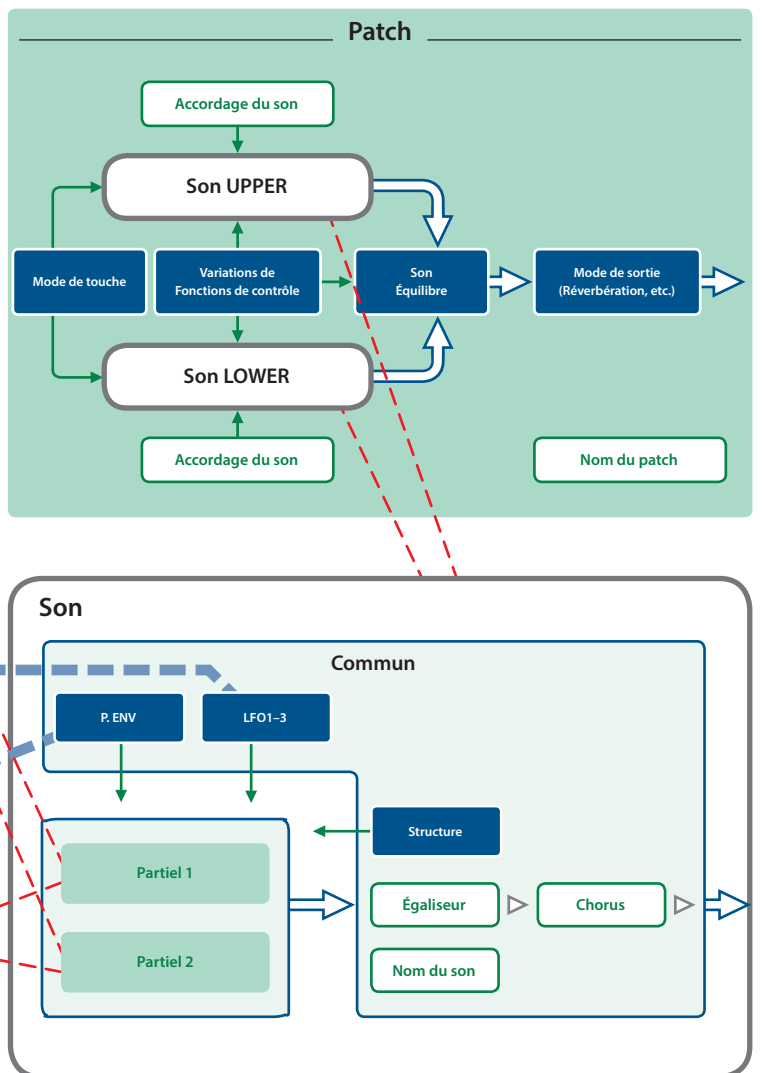 Patch
Accordage du son
Son UPPER
Mode de touche
Variations de
Fonctions de contrôle
Son
Équilibre
Mode de sortie
(Réverbération, etc.)
Son LOWER
Accordage du son
Nom du patch
Son
Commun
P. ENV
LFO1–3
Structure
Partiel 1
Égaliseur
Chorus
Partiel 2
Nom du son